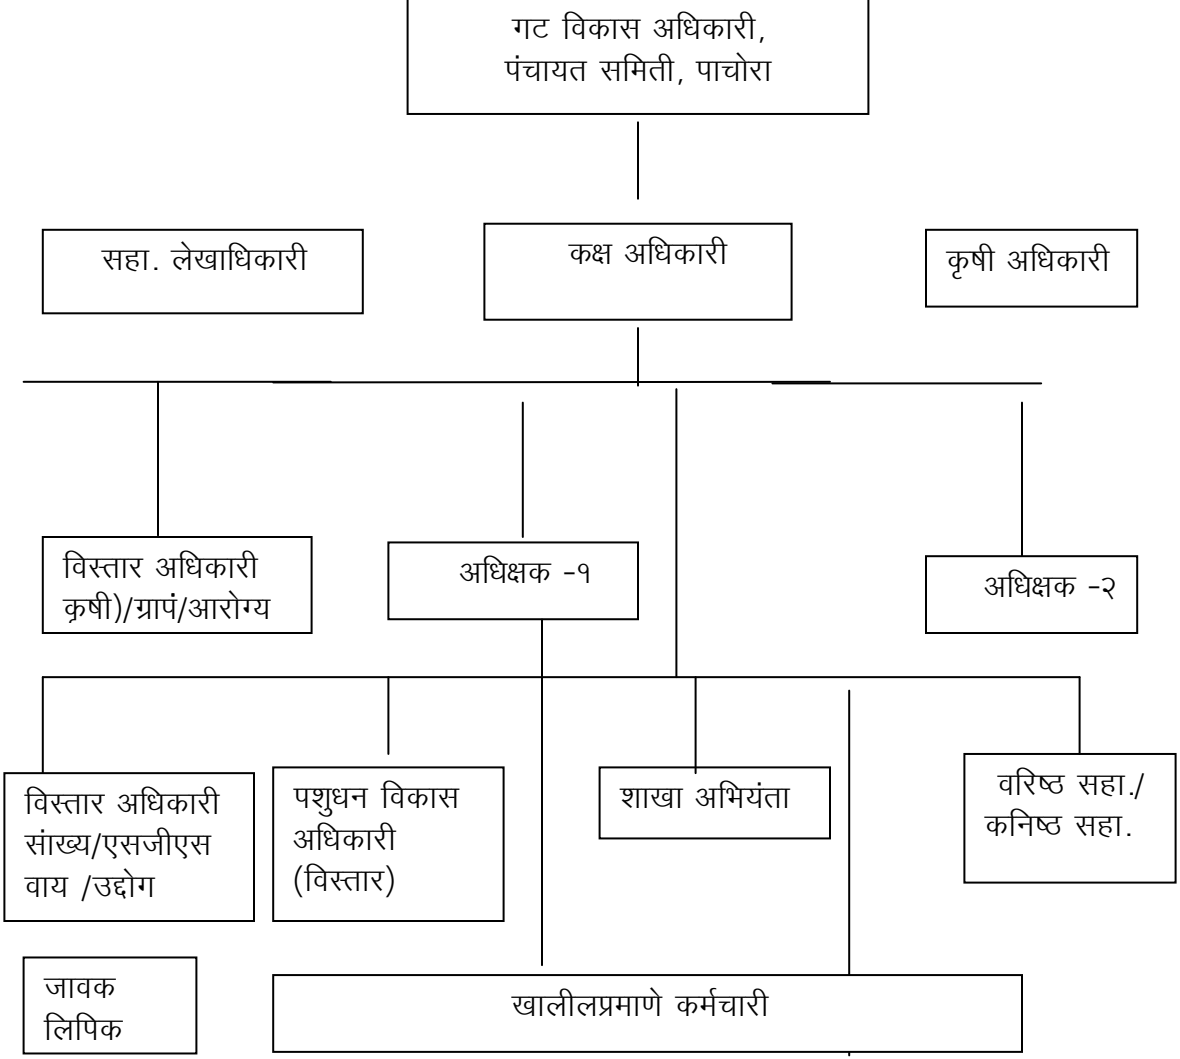 गट विकास अधिकारी,
पंचायत समिती, पाचोरा
सहा. लेखाधिकारी
कक्ष अधिकारी
कृषी अधिकारी
विस्तार अधिकारी
कृषी)/ग्रापं/आरोग्य
अधिक्षक -१
अधिक्षक -२
विस्तार अधिकारी
सांख्य/एसजीएस
वाय /उद्दोग
पशुधन विकास
अधिकारी
(विस्तार)
शाखा अभियंता
वरिष्ठ सहा./
कनिष्ठ सहा.
जावक
लिपिक
खालीलप्रमाणे कर्मचारी